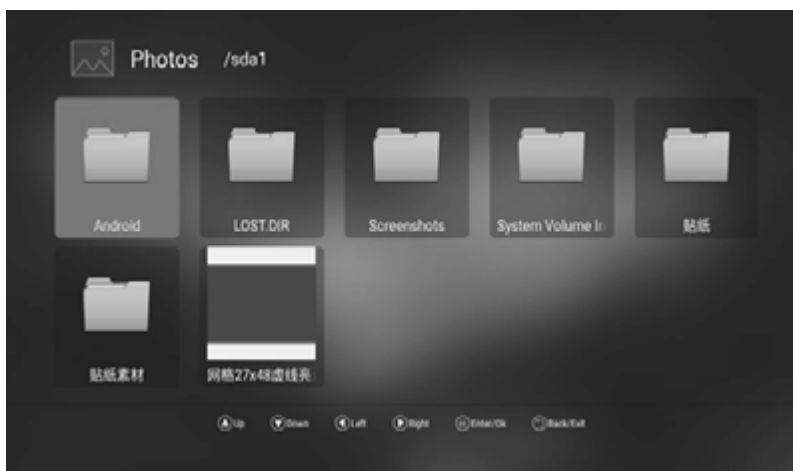 Photos /sda1
Android LOST.DIR Screenshots System Volume In 贴纸
贴纸素材 网格27x48虚线亮
Up Down Left Right Enter/Ok Back/Exit